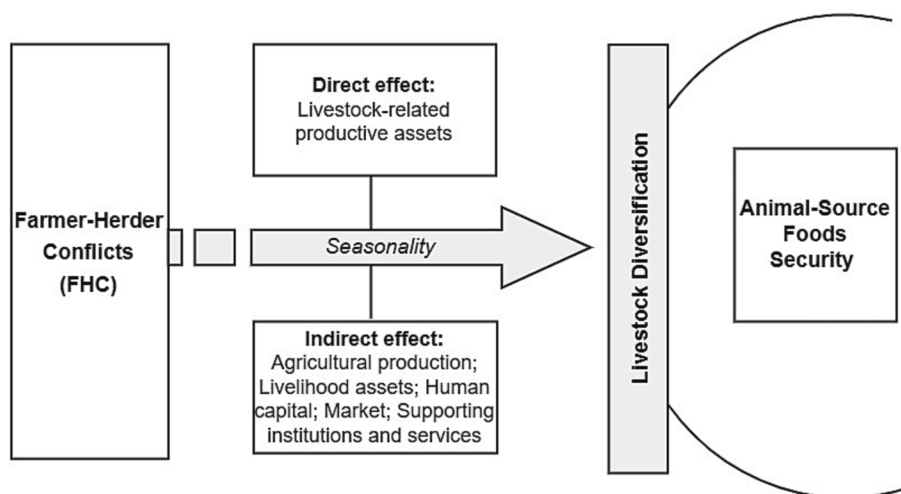 Farmer-Herder
Conflicts
(FHC)
Direct effect:
Livestock-related
productive assets
Seasonality
Indirect effect:
Agricultural production;
Livelihood assets; Human
capital; Market; Supporting
institutions and services
Livestock Diversification
Animal-Source
Foods
Security